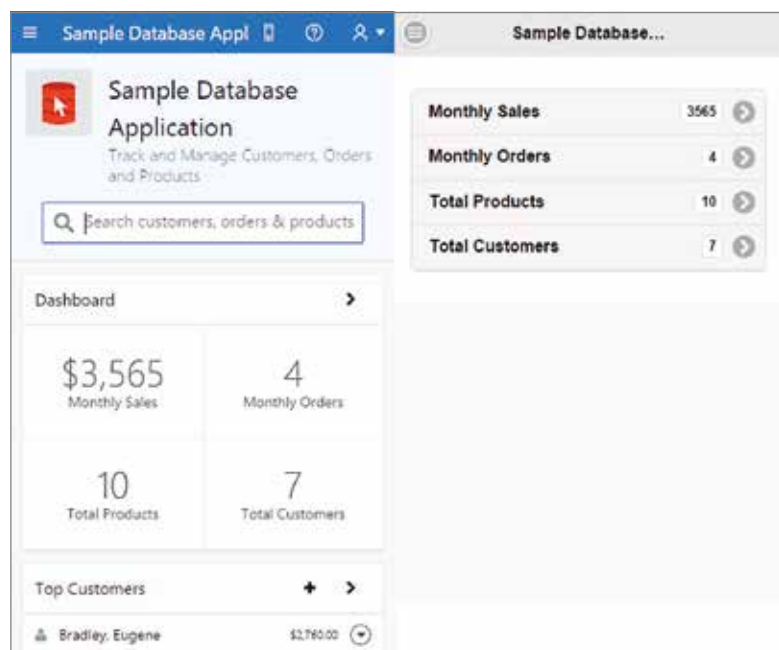 Sample Database Appl
Sample Database
Application
Track and Manage Customers, Orders
and Products
Search customers, orders & products
Dashboard
$3,565
Monthly Sales
4
Monthly Orders
10
Total Products
7
Total Customers
Top Customers
Bradley, Eugene $2,760.00
Sample Database...
Monthly Sales 3565
Monthly Orders 4
Total Products 10
Total Customers 7